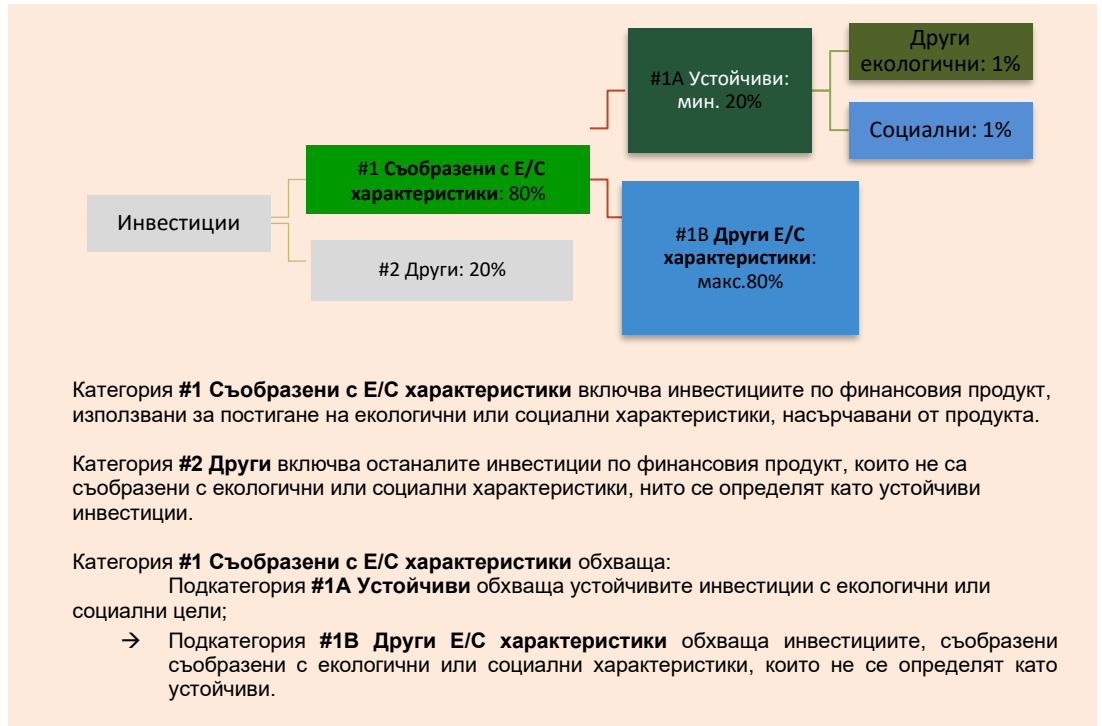 Други
екологични: 1%
#1A Устойчиви:
мин. 20%
Социални: 1%
#1 Съобразени с Е/С
характеристики: 80%
Инвестиции
#1B Други Е/С
характеристики:
макс.80%
#2 Други: 20%
Категория #1 Съобразени с Е/С характеристики включва инвестициите по финансовия продукт,
използвани за постигане на екологични или социални характеристики, насърчавани от продукта.
Категория #2 Други включва останалите инвестиции по финансовия продукт, които не са
съобразени с екологични или социални характеристики, нито се определят като устойчиви
инвестиции.
Категория #1 Съобразени с Е/С характеристики обхваща:
Подкатегория #1A Устойчиви обхваща устойчивите инвестиции с екологични или
социални цели;
→ Подкатегория #1B Други Е/С характеристики обхваща инвестициите, съобразени
съобразени с екологични или социални характеристики, които не се определят като
устойчиви.